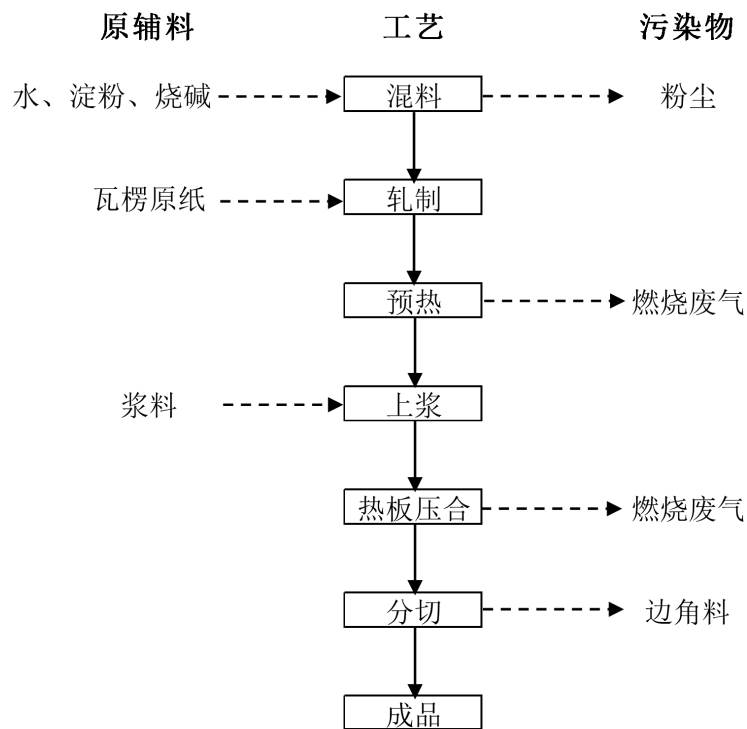 原辅料 工艺 污染物
水、淀粉、烧碱 混料 粉尘
瓦楞原纸 轧制
预热 燃烧废气
浆料 上浆
热板压合 燃烧废气
分切 边角料
成品